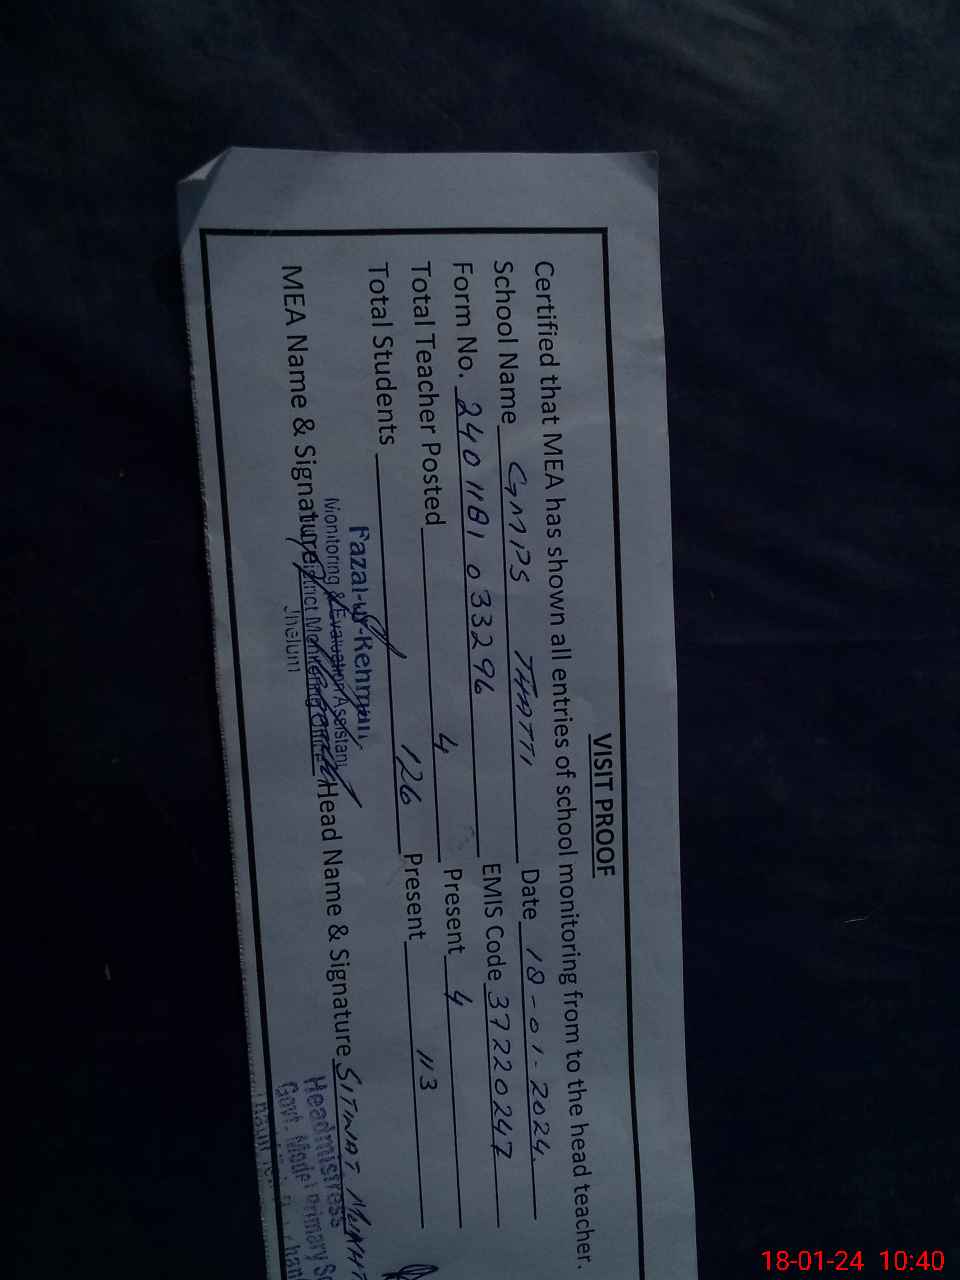 VISIT PROOF
Certified that MEA has shown all entries of school monitoring from to the head teacher.
School Name GMPS THATTI Date 18-01-2024
Form No. 2401181033296 EMIS Code 37220247
Total Teacher Posted 4 Present 4
Total Students 126 Present 113
Fazal-ur-Rehman
Monitoring & Evaluation Assistant
MEA Name & Signature Head Name & Signature SITWAT
District Monitoring Office
Jhelum
Headmistress
Govt. Model Primary
18-01-24 10:40